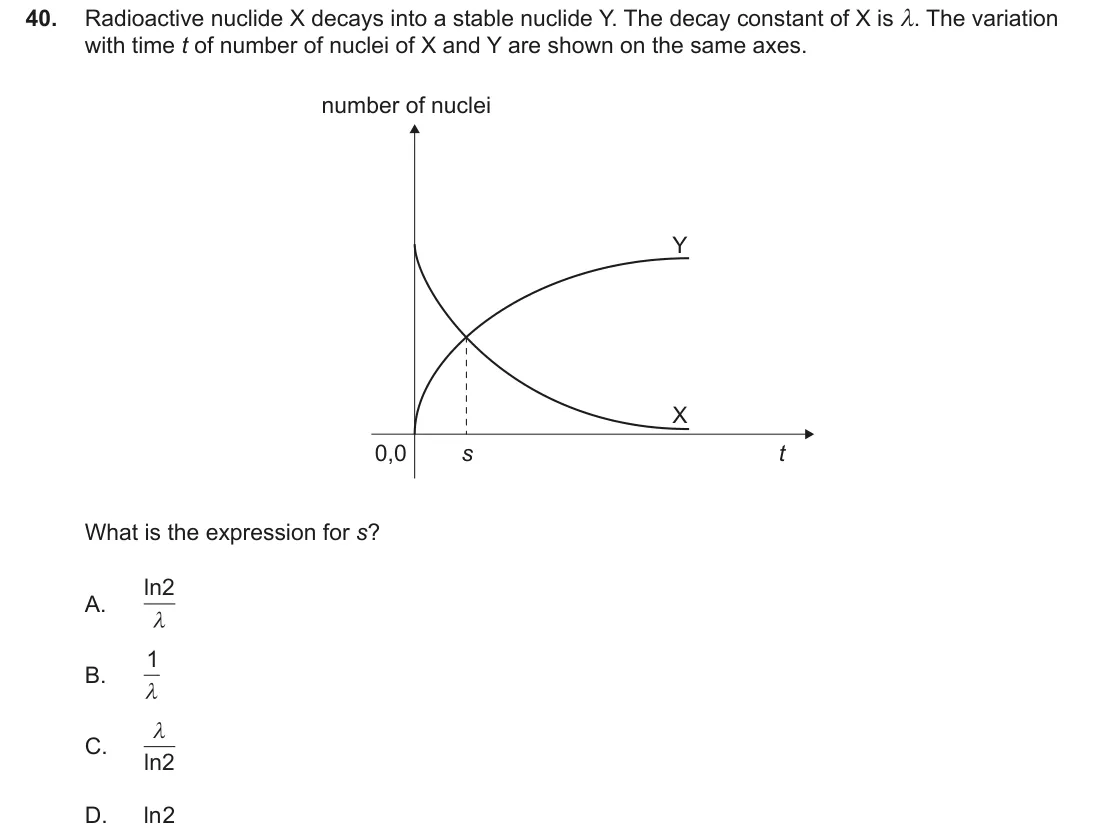 40. Radioactive nuclide X decays into a stable nuclide Y. The decay constant of X is λ. The variation
with time t of number of nuclei of X and Y are shown on the same axes.
number of nuclei
Y
X
0,0 s t
What is the expression for s?
A. ln2
λ
B. 1
λ
C. λ
ln2
D. ln2